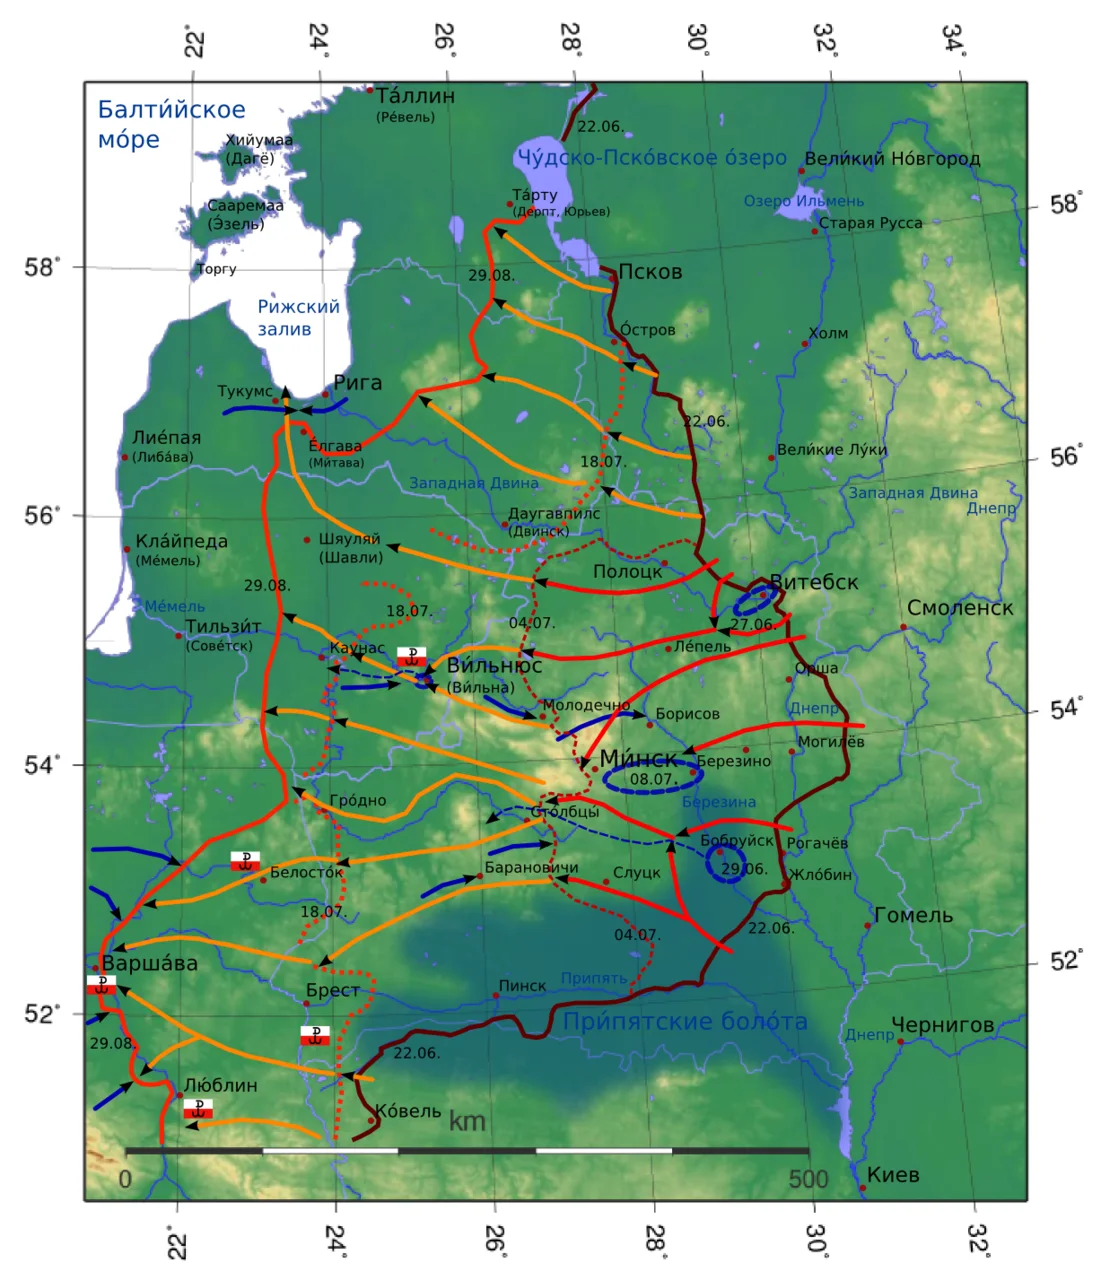 22°
24°
26°
28°
30°
32°
34°
Балти́йское
мо́ре
Та́ллин
(Ре́вель)
22.06.
Хийумаа
(Дагё)
Чу́дско-Пско́вское о́зеро
Вели́кий Но́вгород
Сааремаа
(Э́зель)
Та́рту
(Дерпт, Юрьев)
Озеро Ильмень
58°
Старая Русса
58°
Торгу
29.08.
Псков
Рижский
залив
О́стров
Холм
Тукумс
Рига
22.06.
Лие́пая
(Либа́ва)
Е́лгава
(Ми́тава)
18.07.
Вели́кие Лу́ки
56°
Западная Двина
Западная Двина
Днепр
56°
Даугавпилс
(Двинск)
Кла́йпеда
(Ме́мель)
Шяуляй
(Шавли)
Полоцк
Витебск
29.08.
Ме́мель
18.07.
04.07.
27.06.
Смоленск
Тильзи́т
(Сове́тск)
Каунас
Ле́пель
Ви́льнюс
(Ви́льна)
Орша
Молодечно
Борисов
Днепр
54°
Могилёв
54°
Ми́нск
Березино
08.07.
Гро́дно
Березина
Сто́лбцы
Бобруйск
Рогачёв
Белосто́к
Барановичи
Слуцк
29.06.
Жло́бин
18.07.
Гомель
22.06.
04.07.
52°
Варша́ва
Брест
Пинск
Припять
52°
При́пятские боло́та
Днепр
Чернигов
29.08.
22.06.
Лю́блин
Ко́вель
km
0
500
Киев
22°
24°
26°
28°
30°
32°